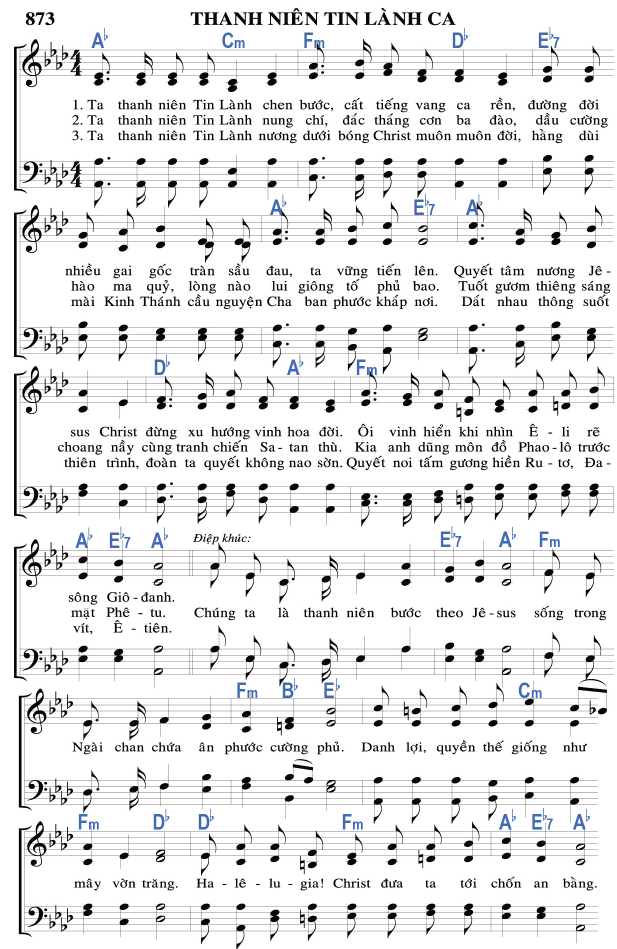 873 THANH NIÊN TIN LÀNH CA
A♭ Cm Fm D♭ E♭7
4 4
1. Ta thanh niên Tin Lành chen bước, cất tiếng vang ca rền, đường đời
2. Ta thanh niên Tin Lành nung chí, đác tháng cơn ba đào, dầu cường
3. Ta thanh niên Tin Lành nương dưới bóng Christ muôn muôn đời, hằng dùi
4 4
A♭ E♭7 A♭
nhiều gai gốc tràn sầu đau, ta vững tiến lên. Quyết tâm nương Jê-
hào ma quỷ, lòng nào lui giông tố phủ bao. Tuốt gươm thiêng sáng
mài Kinh Thánh cầu nguyện Cha ban phước khắp nơi. Dắt nhau thông suốt
D♭ A♭ Fm
sus Christ đừng xu hướng vinh hoa đời. Ôi vinh hiển khi nhìn Ê-li rẽ
choang nầy cùng tranh chiến Sa-tan thù. Kia anh dũng môn đồ Phao-lô trước
thiên trình, đoàn ta quyết không nao sờn. Quyết noi tấm gương hiền Ru-tơ, Đa-
A♭ E♭7 A♭ Điệp khúc: E♭7 A♭ Fm
sông Giô-đanh.
mặt Phê-tu. Chúng ta là thanh niên bước theo Jê-sus sống trong
vít, Ê-tiên.
Fm B♭ E♭ Cm
Ngài chan chứa ân phước cường phủ. Danh lợi, quyền thế giống như
Fm D♭ D♭ Fm A♭ E♭7 A♭
mây vờn trăng. Ha-lê-lu-gia! Christ đưa ta tới chốn an bằng.